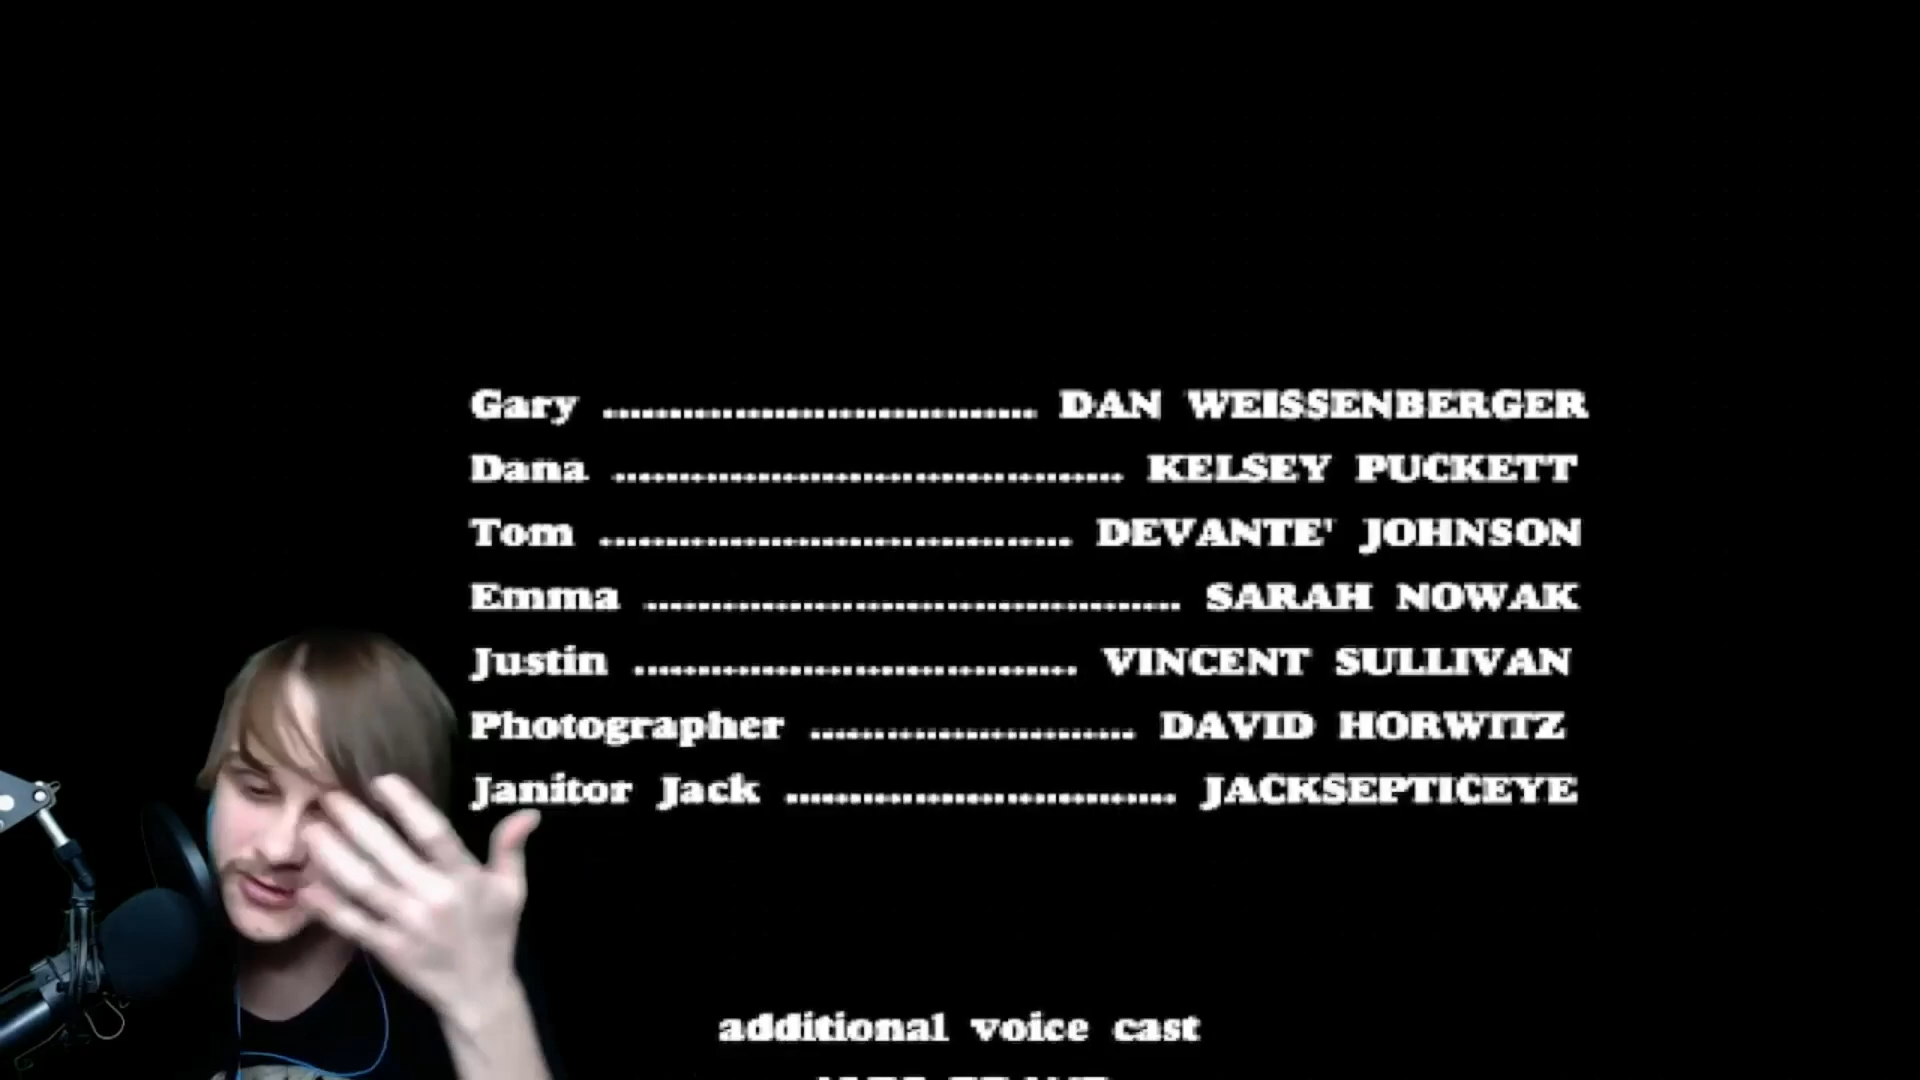 Gary ................................. DAN WEISSENBERGER
Dana ....................................... KELSEY PUCKETT
Tom .................................... DEVANTE' JOHNSON
Emma ......................................... SARAH NOWAK
Justin .................................. VINCENT SULLIVAN
Photographer ......................... DAVID HORWITZ
Janitor Jack .............................. JACKSEPTICEYE
additional voice cast